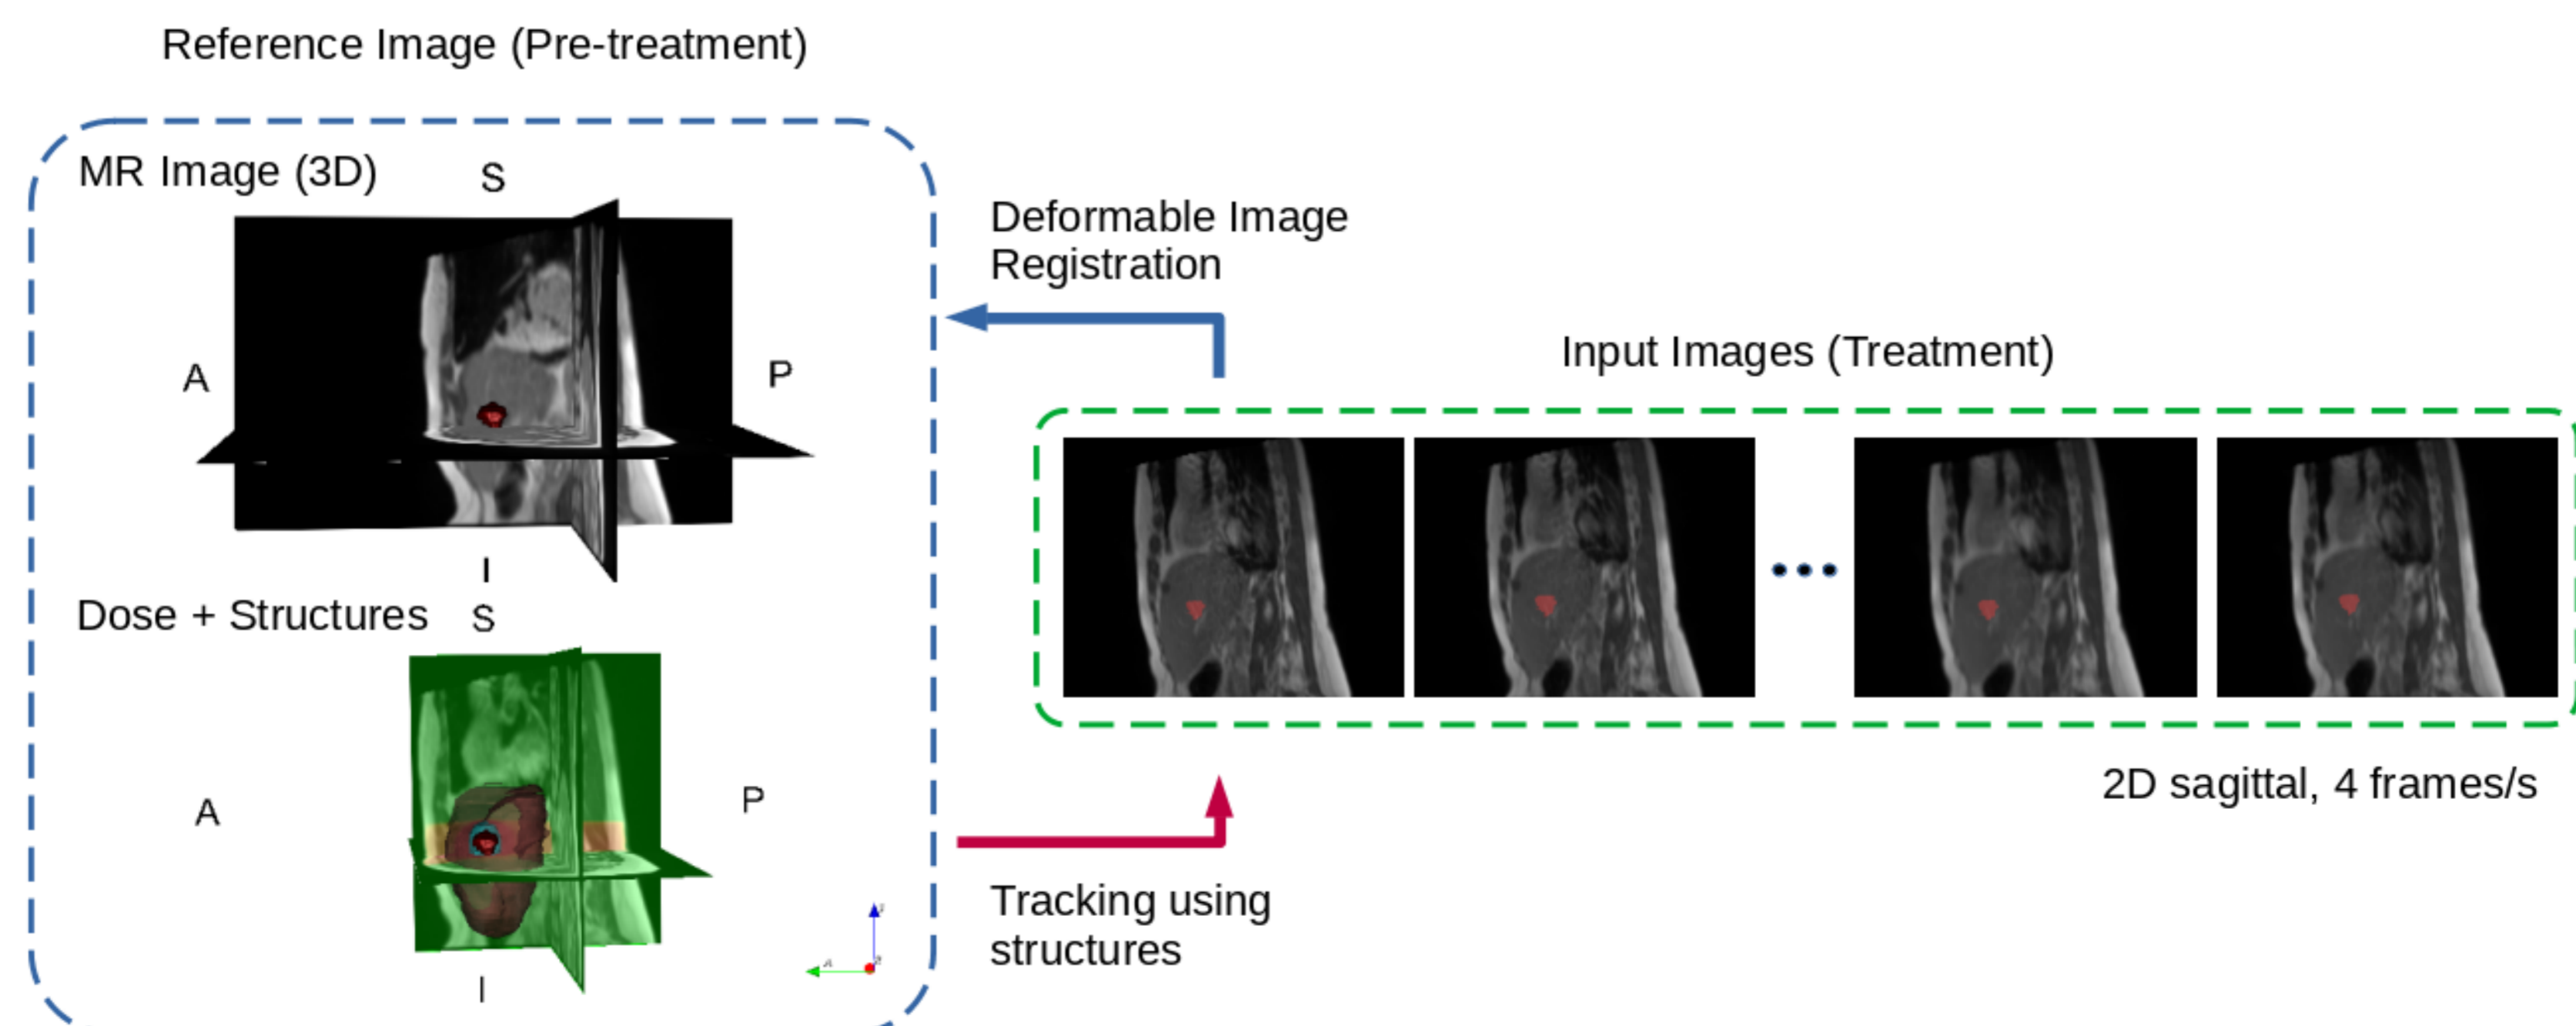 Reference Image (Pre-treatment)
MR Image (3D)
S
A
P
I
Dose + Structures
S
A
P
I
A
Deformable Image
Registration
Input Images (Treatment)
2D sagittal, 4 frames/s
Tracking using
structures